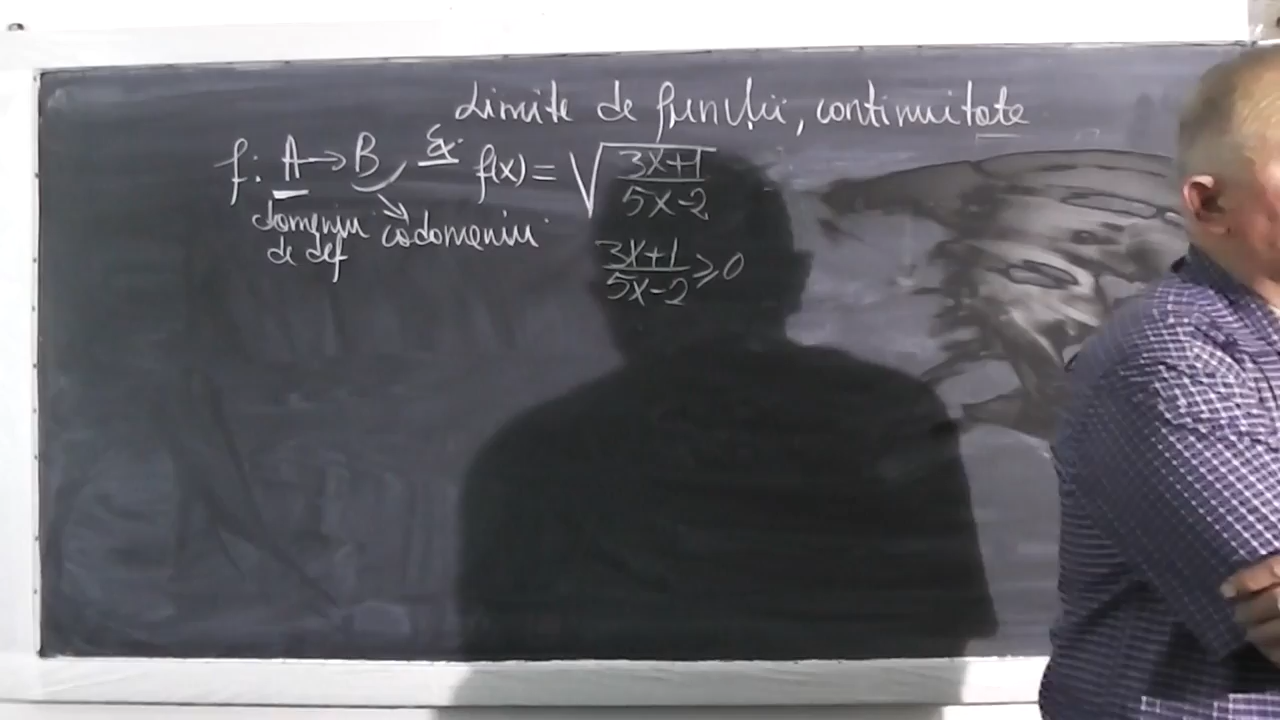 Limite de funcții, continuitate
f: A → B, Ex: f(x) = √((3x+1)/(5x-2))
domeniu de def
codomeniu
(3x+1)/(5x-2) ≥ 0